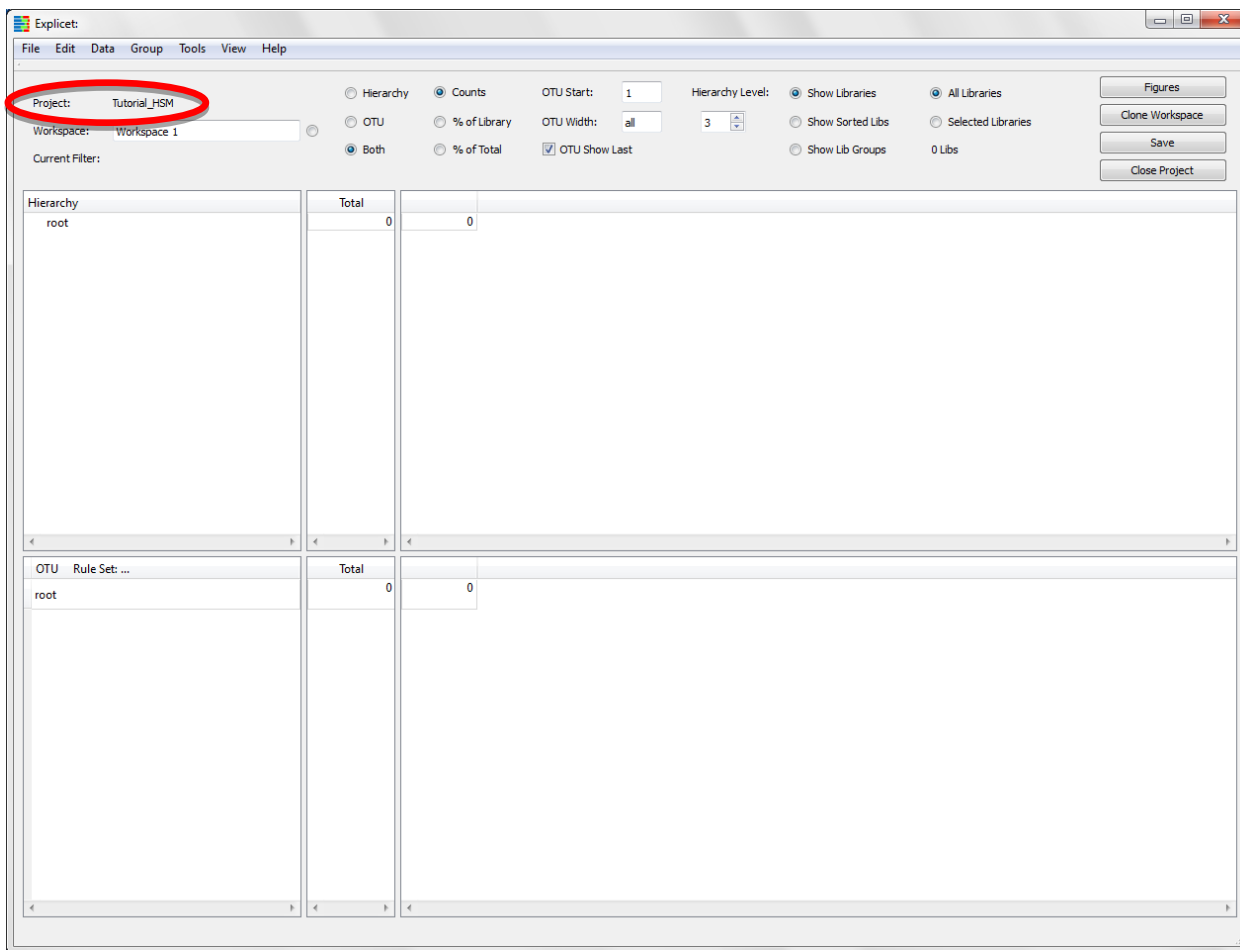 Explicet:
File Edit Data Group Tools View Help
Project: Tutorial_HSM
Workspace: Workspace 1
Current Filter:
Hierarchy
OTU
Both
Counts
% of Library
% of Total
OTU Start: 1
OTU Width: all
OTU Show Last
Hierarchy Level:
3
Show Libraries
Show Sorted Libs
Show Lib Groups
All Libraries
Selected Libraries
0 Libs
Figures
Clone Workspace
Save
Close Project
Hierarchy Total
root 0 0
OTU Rule Set: ... Total
root 0 0